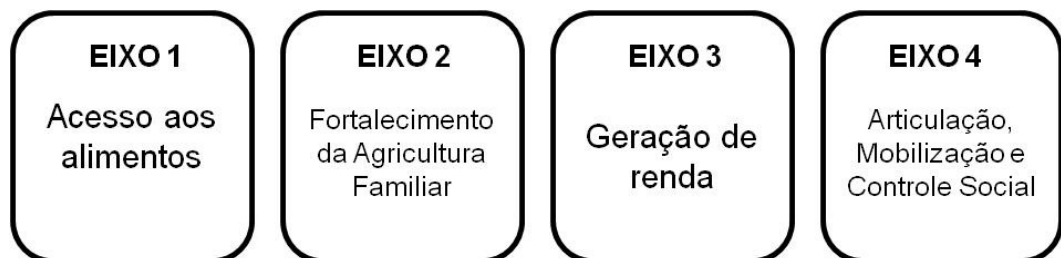 EIXO 1
Acesso aos
alimentos
EIXO 2
Fortalecimento
da Agricultura
Familiar
EIXO 3
Geração de
renda
EIXO 4
Articulação,
Mobilização e
Controle Social